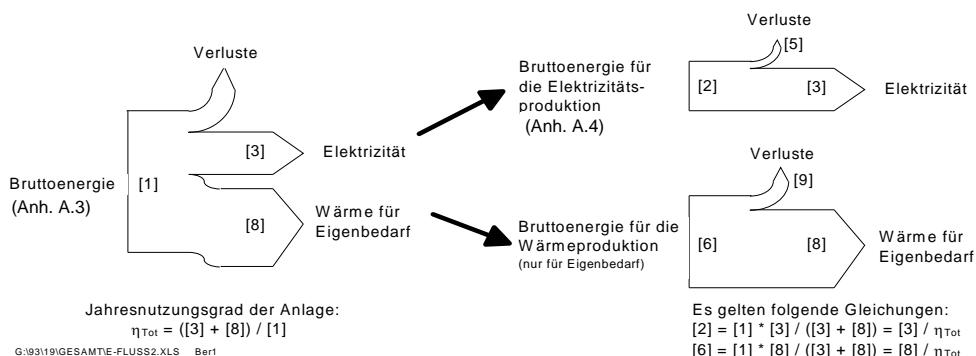 Verluste
[3]
Elektrizität
Bruttoenergie
[1]
(Anh. A.3)
[8]
Wärme für
Eigenbedarf
Jahresnutzungsgrad der Anlage:
ηTot = ([3] + [8]) / [1]
G:\93\19\GESAMT\E-FLUSS2.XLS Ber1
Bruttoenergie für
die Elektrizitäts-
produktion
(Anh. A.4)
Verluste
[5]
[2]
[3]
Elektrizität
Bruttoenergie für die
Wärmeproduktion
(nur für Eigenbedarf)
Verluste
[9]
[6]
[8]
Wärme für
Eigenbedarf
Es gelten folgende Gleichungen:
[2] = [1] * [3] / ([3] + [8]) = [3] / ηTot
[6] = [1] * [8] / ([3] + [8]) = [8] / ηTot